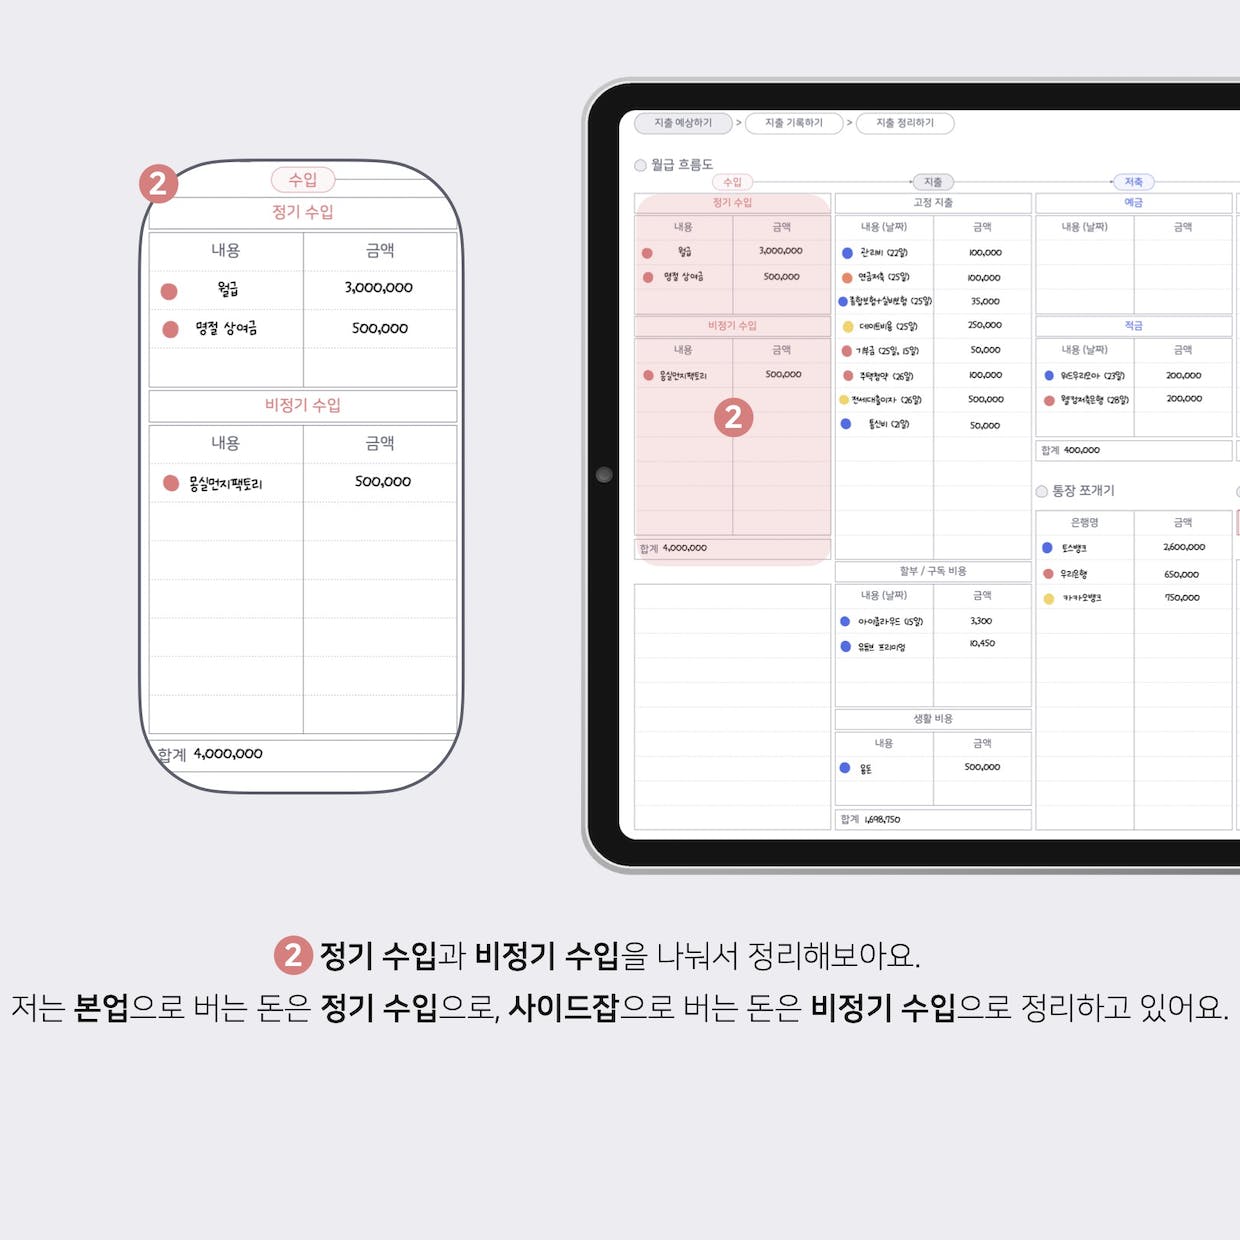 2
수입
정기 수입
내용 금액
월급 3,000,000
명절 상여금 500,000
비정기 수입
내용 금액
몽실먼지팩토리 500,000
합계 4,000,000
지출 예상하기 > 지출 기록하기 > 지출 정리하기
월급 흐름도
수입 지출 저축
정기 수입
내용 금액
월급 3,000,000
명절 상여금 500,000
비정기 수입
내용 금액
몽실먼지팩토리 500,000
2
합계 4,000,000
고정 지출
내용 (날짜) 금액
관리비 (22일) 100,000
연금저축 (25일) 100,000
종합보험+실비보험 (25일) 35,000
데이트비용 (25일) 250,000
기부금 (25일, 15일) 50,000
주택청약 (26일) 100,000
전세대출이자 (26일) 500,000
통신비 (21일) 50,000
할부 / 구독 비용
내용 (날짜) 금액
아이클라우드 (15일) 3,300
유튜브 프리미엄 10,450
생활 비용
내용 금액
용돈 500,000
합계 1,698,750
예금
내용 (날짜) 금액
적금
내용 (날짜) 금액
위드우리모아 (23일) 200,000
웰컴저축은행 (28일) 200,000
합계 400,000
통장 쪼개기
은행명 금액
토스뱅크 2,600,000
우리은행 650,000
카카오뱅크 750,000
2 정기 수입과 비정기 수입을 나눠서 정리해보아요.
저는 본업으로 버는 돈은 정기 수입으로, 사이드잡으로 버는 돈은 비정기 수입으로 정리하고 있어요.